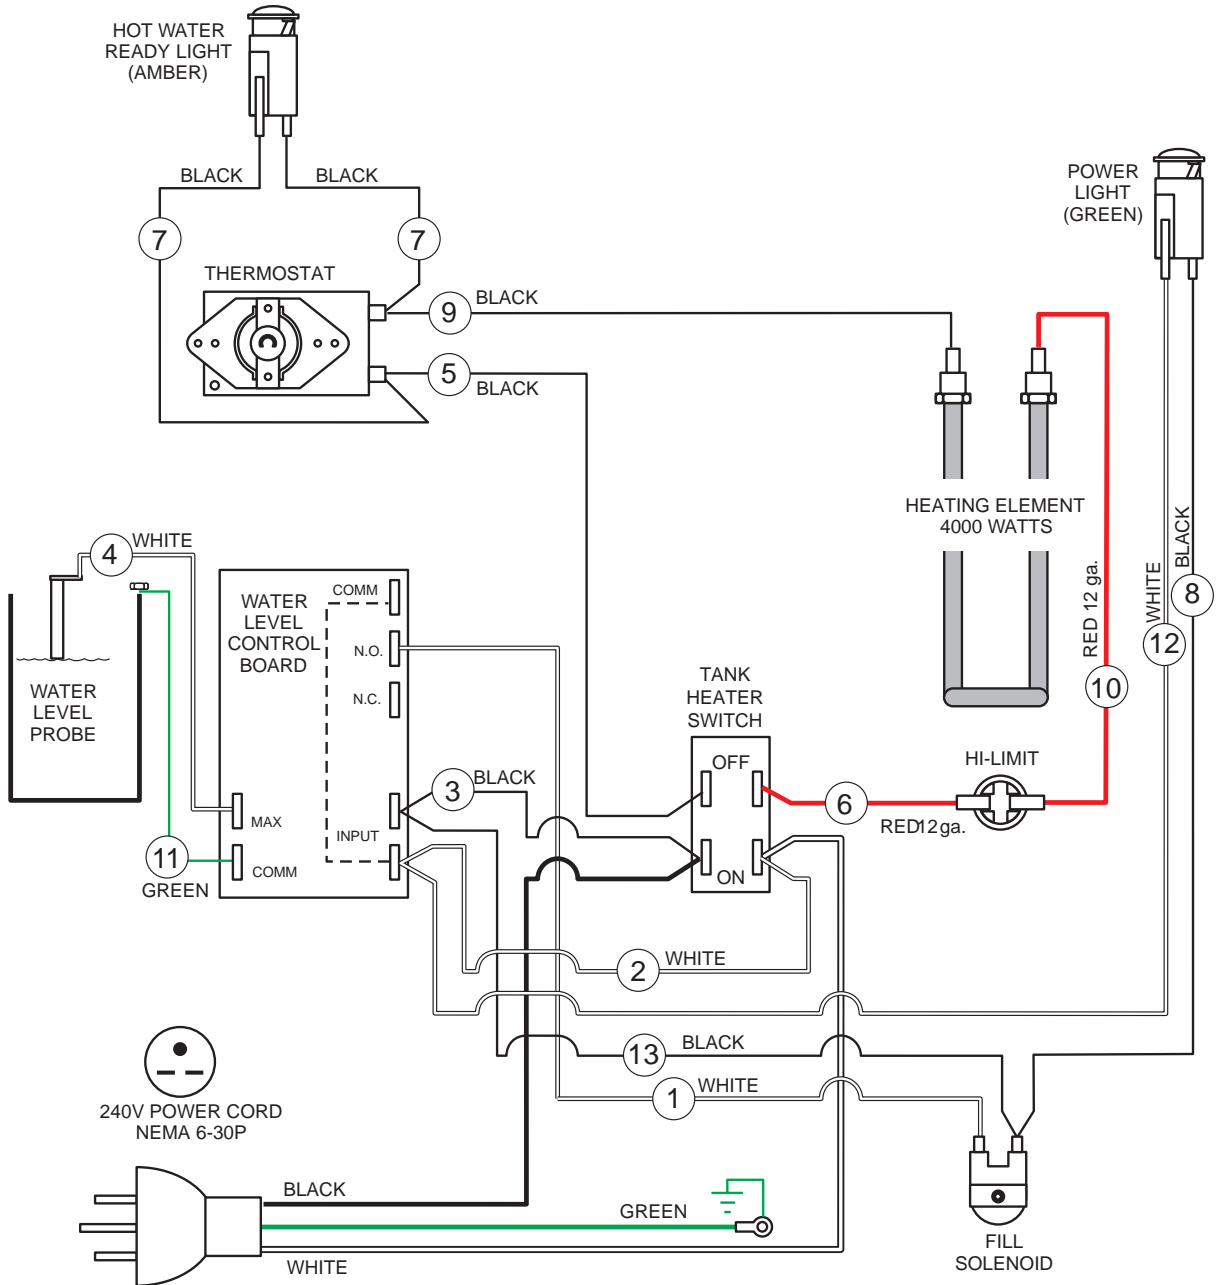 HOT WATER
READY LIGHT
(AMBER)
BLACK
BLACK
7
7
POWER
LIGHT
(GREEN)
THERMOSTAT
9
BLACK
5
BLACK
HEATING ELEMENT
4000 WATTS
4
WHITE
WATER
LEVEL
PROBE
WATER
LEVEL
CONTROL
BOARD
COMM
N.O.
N.C.
MAX
INPUT
COMM
11
GREEN
3
BLACK
TANK
HEATER
SWITCH
OFF
ON
6
RED12 ga.
HI-LIMIT
RED 12 ga.
10
WHITE
12
BLACK
8
2
WHITE
13
BLACK
1
WHITE
240V POWER CORD
NEMA 6-30P
BLACK
GREEN
WHITE
FILL
SOLENOID